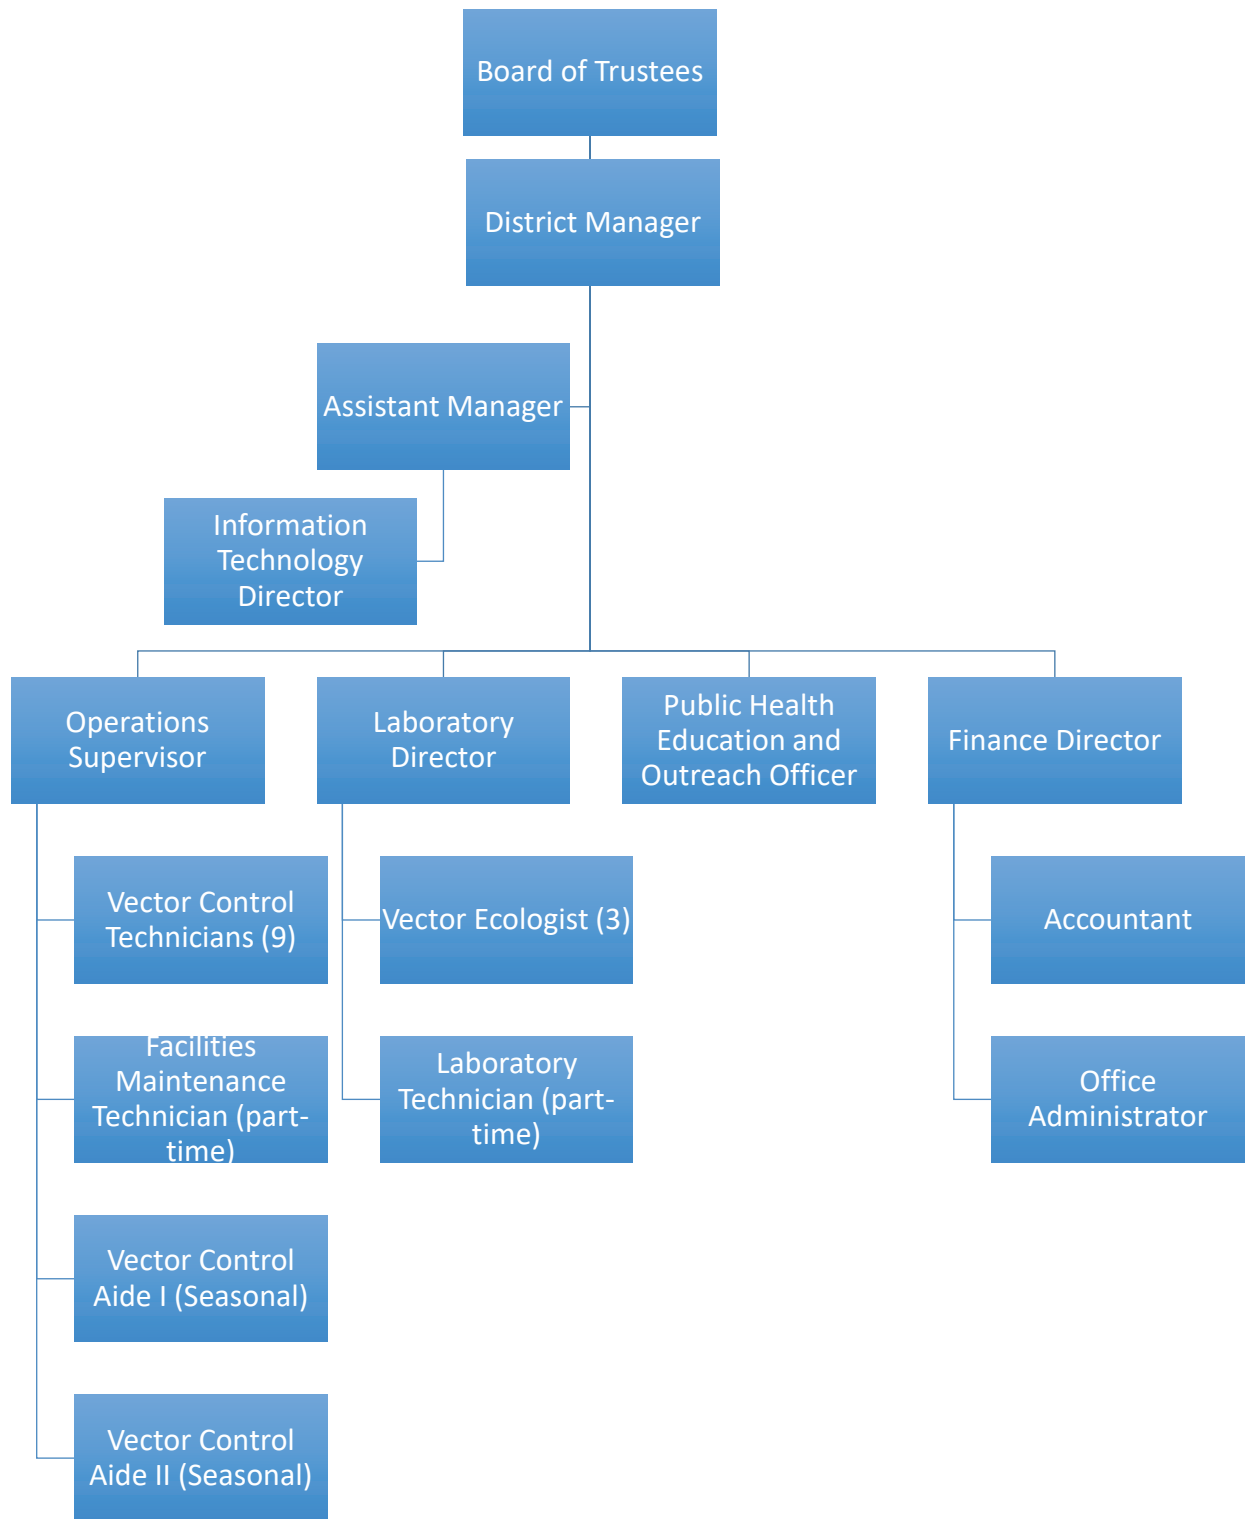 Board of Trustees
District Manager
Assistant Manager
Information
Technology
Director
Operations
Supervisor
Laboratory
Director
Public Health
Education and
Outreach Officer
Finance Director
Vector Control
Technicians (9)
Vector Ecologist (3)
Accountant
Facilities
Maintenance
Technician (part-
time)
Laboratory
Technician (part-
time)
Office
Administrator
Vector Control
Aide I (Seasonal)
Vector Control
Aide II (Seasonal)